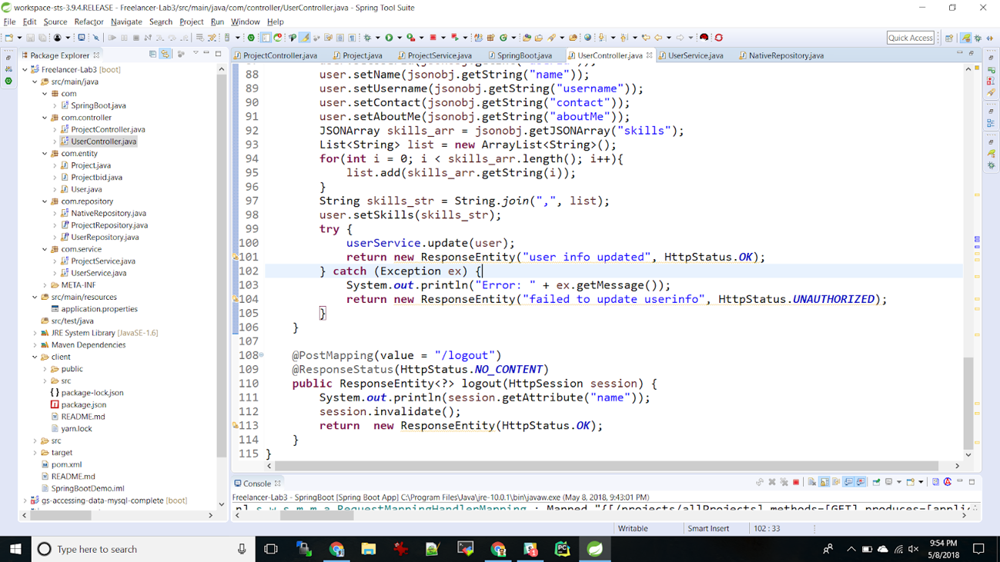 workspace-sts-3.9.4.RELEASE - Freelancer-Lab3/src/main/java/com/controller/UserController.java - Spring Tool Suite
File Edit Source Refactor Navigate Search Project Run Window Help
Quick Access
Package Explorer
Freelancer-Lab3 [boot]
src/main/java
com
SpringBoot.java
com.controller
ProjectController.java
UserController.java
com.entity
Project.java
Projectbid.java
User.java
com.repository
NativeRepository.java
ProjectRepository.java
UserRepository.java
com.service
ProjectService.java
UserService.java
META-INF
src/main/resources
application.properties
src/test/java
JRE System Library [JavaSE-1.6]
Maven Dependencies
client
public
src
package-lock.json
package.json
README.md
yarn.lock
src
target
pom.xml
README.md
SpringBootDemo.iml
gs-accessing-data-mysql-complete [boot]
ProjectController.java Project.java ProjectService.java SpringBoot.java UserController.java UserService.java NativeRepository.java
88 user.setName(jsonobj.getString("name"));
89 user.setUsername(jsonobj.getString("username"));
90 user.setContact(jsonobj.getString("contact"));
91 user.setAboutMe(jsonobj.getString("aboutMe"));
92 JSONArray skills_arr = jsonobj.getJSONArray("skills");
93 List<String> list = new ArrayList<String>();
94 for(int i = 0; i < skills_arr.length(); i++){
95 list.add(skills_arr.getString(i));
96 }
97 String skills_str = String.join(",", list);
98 user.setSkills(skills_str);
99 try {
100 userService.update(user);
101 return new ResponseEntity("user info updated", HttpStatus.OK);
102 } catch (Exception ex) {
103 System.out.println("Error: " + ex.getMessage());
104 return new ResponseEntity("failed to update userinfo", HttpStatus.UNAUTHORIZED);
105 }
106 }
107
108 @PostMapping(value = "/logout")
109 @ResponseStatus(HttpStatus.NO_CONTENT)
110 public ResponseEntity<?> logout(HttpSession session) {
111 System.out.println(session.getAttribute("name"));
112 session.invalidate();
113 return new ResponseEntity(HttpStatus.OK);
114 }
115 }
Console
Freelancer-Lab3 - SpringBoot [Spring Boot App] C:\Program Files\Java\jre-10.0.1\bin\javaw.exe (May 8, 2018, 9:43:01 PM)
Writable Smart Insert 102 : 33
Type here to search
9:54 PM
5/8/2018